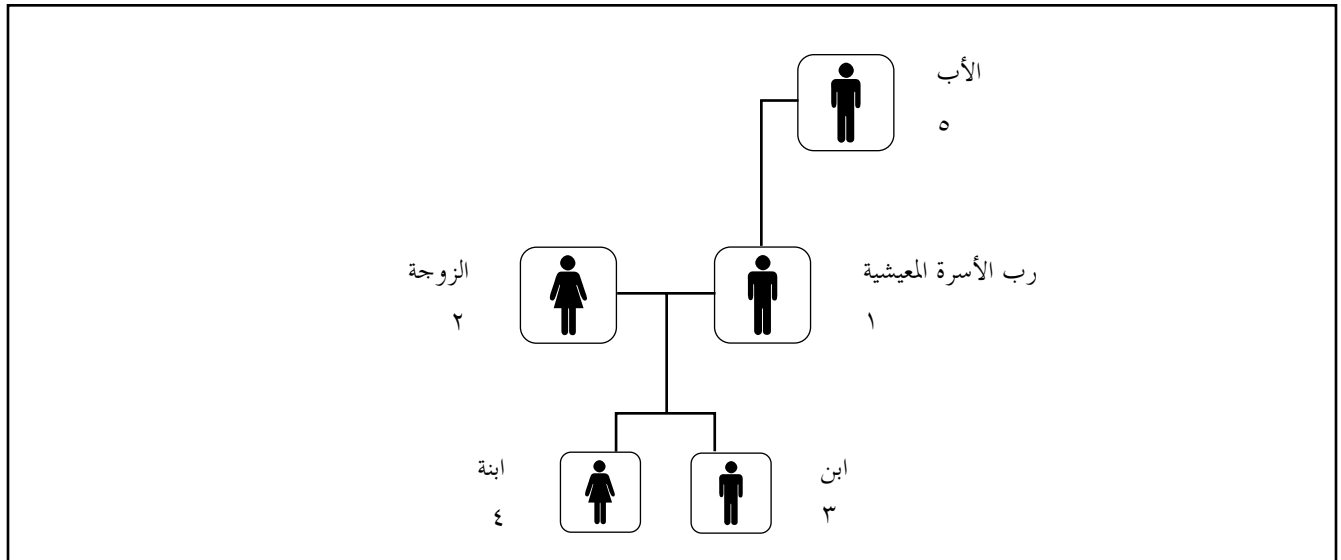 الأب
٥
رب الأسرة المعيشية
١
الزوجة
٢
ابن
٣
ابنة
٤